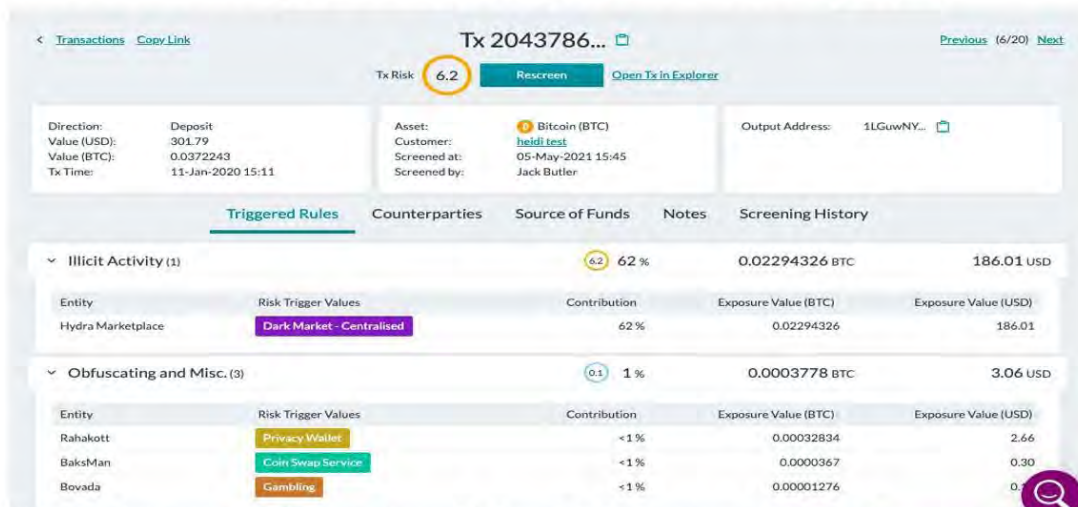 < Transactions Copy Link Tx 2043786... Previous (6/20) Next
Tx Risk 6.2 Rescreen Open Tx in Explorer
Direction: Deposit Asset: Bitcoin (BTC) Output Address: 1LGuwNY...
Value (USD): 301.79 Customer: heidi test
Value (BTC): 0.0372243 Screened at: 05-May-2021 15:45
Tx Time: 11-Jan-2020 15:11 Screened by: Jack Butler
Triggered Rules Counterparties Source of Funds Notes Screening History
Illicit Activity (1) 6.2 62 % 0.02294326 BTC 186.01 USD
Entity Risk Trigger Values Contribution Exposure Value (BTC) Exposure Value (USD)
Hydra Marketplace Dark Market - Centralised 62 % 0.02294326 186.01
Obfuscating and Misc. (3) 0.1 1 % 0.0003778 BTC 3.06 USD
Entity Risk Trigger Values Contribution Exposure Value (BTC) Exposure Value (USD)
Rahakott Privacy Wallet <1 % 0.00032834 2.66
BaksMan Coin Swap Service <1 % 0.0000367 0.30
Bovada Gambling <1 % 0.00001276